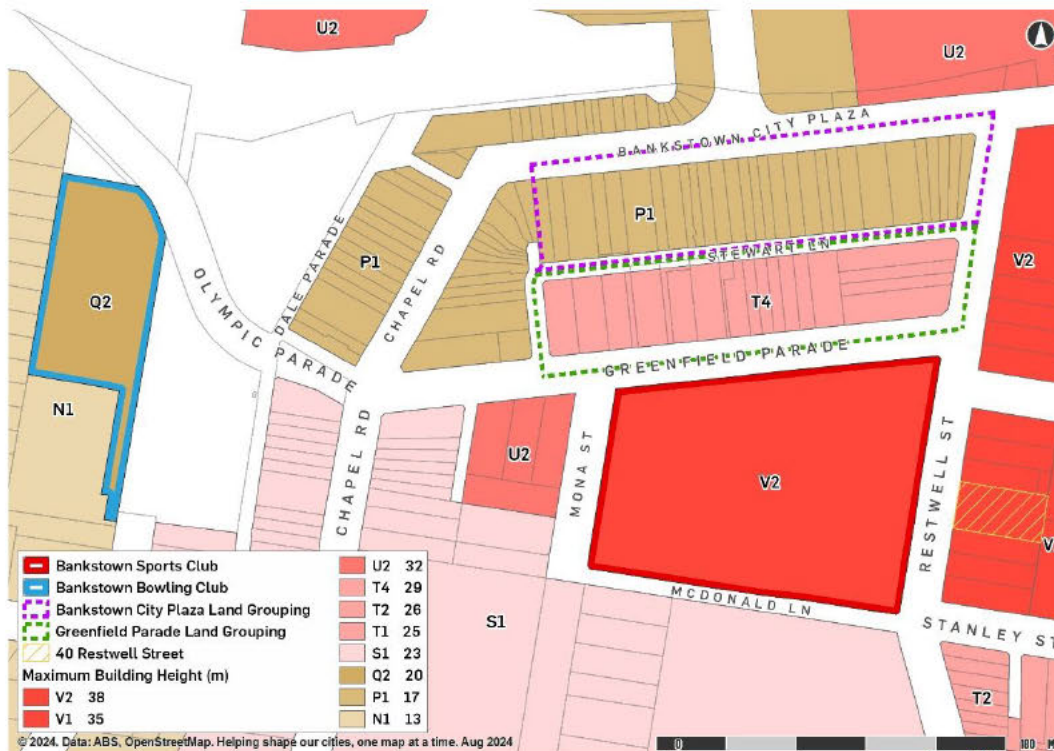 U2
U2
BANKSTOWN CITY PLAZA
P1
V2
STEWART LN
DALE PARADE
P1
CHAPEL RD
Q2
OLYMPIC PARADE
T4
GREENFIELD PARADE
N1
CHAPEL RD
U2
MONA ST
V2
RESTWELL ST
MCDONALD LN
S1
STANLEY ST
T2
Bankstown Sports Club
Bankstown Bowling Club
Bankstown City Plaza Land Grouping
Greenfield Parade Land Grouping
40 Restwell Street
Maximum Building Height (m)
V2 38
V1 35
U2 32
T4 29
T2 26
T1 25
S1 23
Q2 20
P1 17
N1 13
© 2024. Data: ABS, OpenStreetMap. Helping shape our cities, one map at a time. Aug 2024
0
180